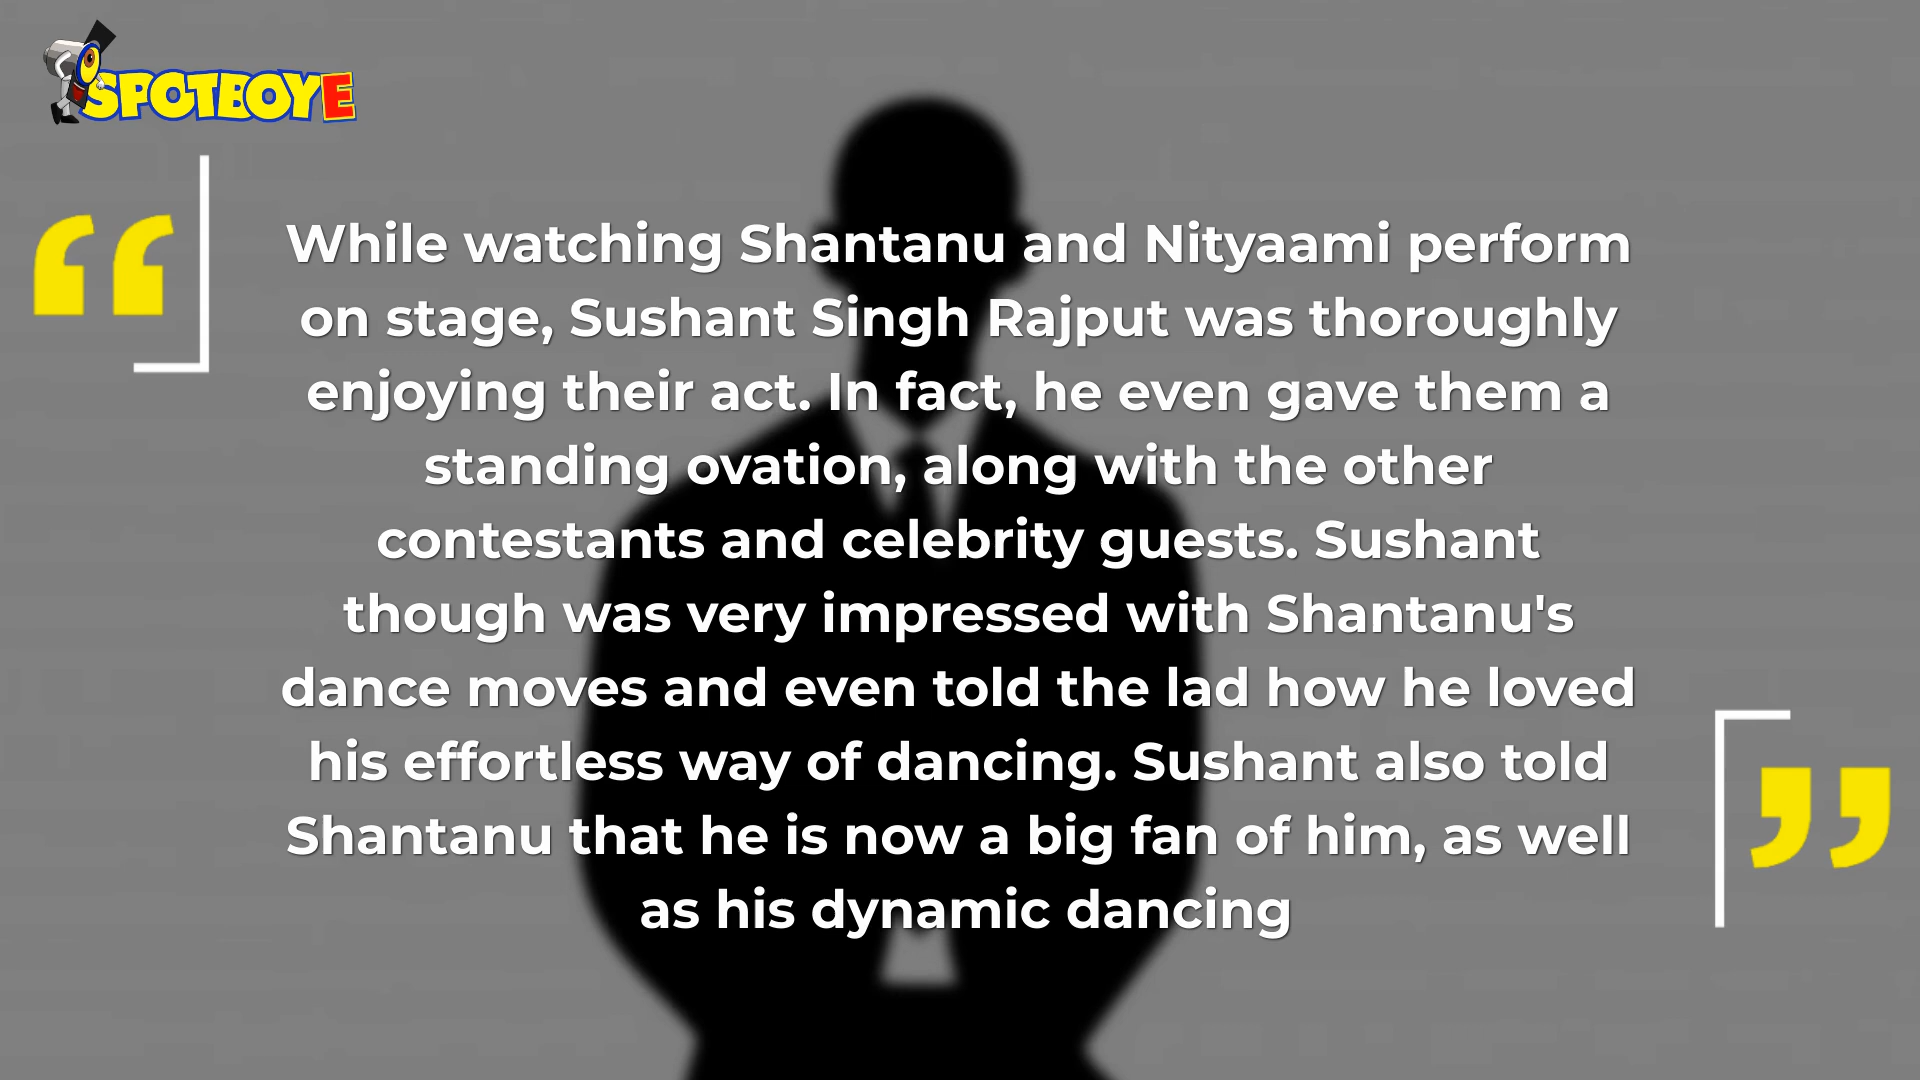 SPOTBOYE
“
While watching Shantanu and Nityaami perform
on stage, Sushant Singh Rajput was thoroughly
enjoying their act. In fact, he even gave them a
standing ovation, along with the other
contestants and celebrity guests. Sushant
though was very impressed with Shantanu's
dance moves and even told the lad how he loved
his effortless way of dancing. Sushant also told
Shantanu that he is now a big fan of him, as well
as his dynamic dancing
”